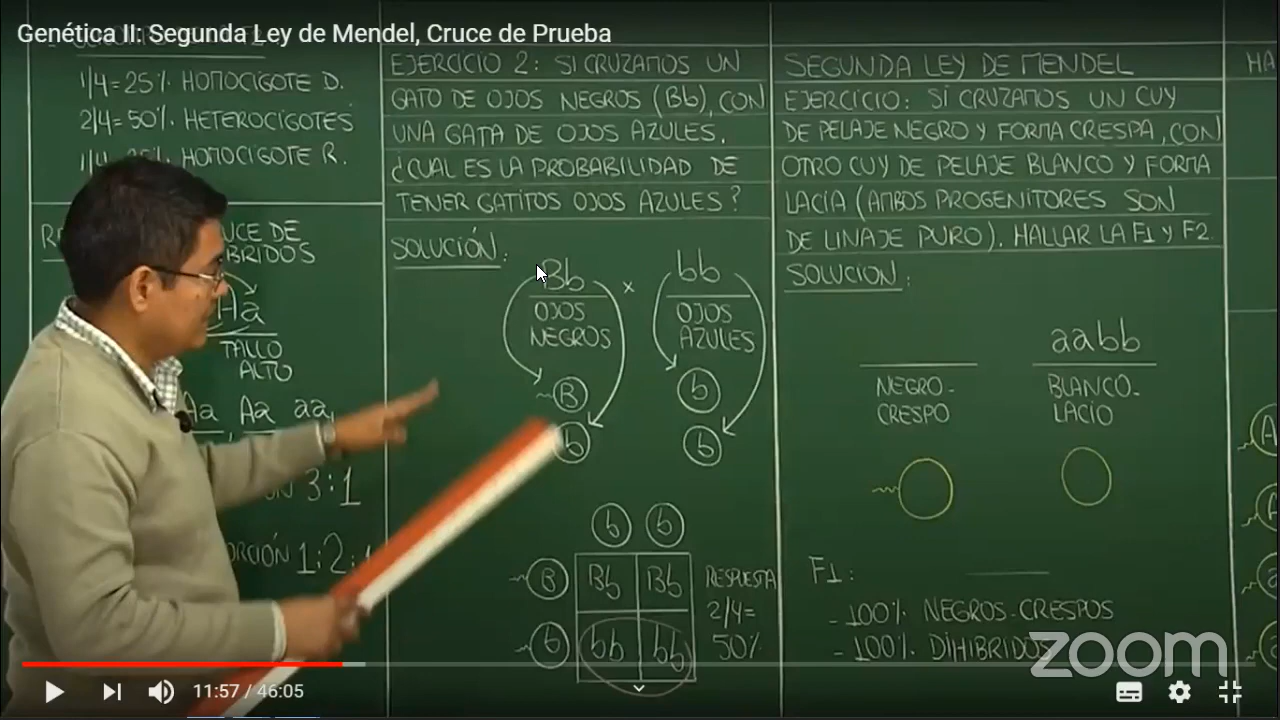 Genética II: Segunda Ley de Mendel, Cruce de Prueba
1/4=25% HOMOCIGOTE D.
2/4=50% HETEROCIGOTES
1/4 25% HOMOCIGOTE R.
UCE DE
BRIDOS
Aa
TALLO
ALTO
Aa Aa aa
3:1
ORCIÓN 1:2:1
EJERCICIO 2: SI CRUZAMOS UN
GATO DE OJOS NEGROS (Bb), CON
UNA GATA DE OJOS AZULES.
¿CUAL ES LA PROBABILIDAD DE
TENER GATITOS OJOS AZULES?
SOLUCIÓN:
Bb x bb
OJOS NEGROS
OJOS AZULES
B b
b b
b b
B Bb Bb
b bb bb
RESPUESTA
2/4=
50%
SEGUNDA LEY DE MENDEL
EJERCICIO: SI CRUZAMOS UN CUY
DE PELAJE NEGRO Y FORMA CRESPA, CON
OTRO CUY DE PELAJE BLANCO Y FORMA
LACIA (AMBOS PROGENITORES SON
DE LINAJE PURO). HALLAR LA F1 Y F2.
SOLUCION:
aabb
NEGRO-
CRESPO
BLANCO-
LACIO
F1:
- 100% NEGROS-CRESPOS
- 100% DIHIBRIDOS
HA
zoom
11:57 / 46:05